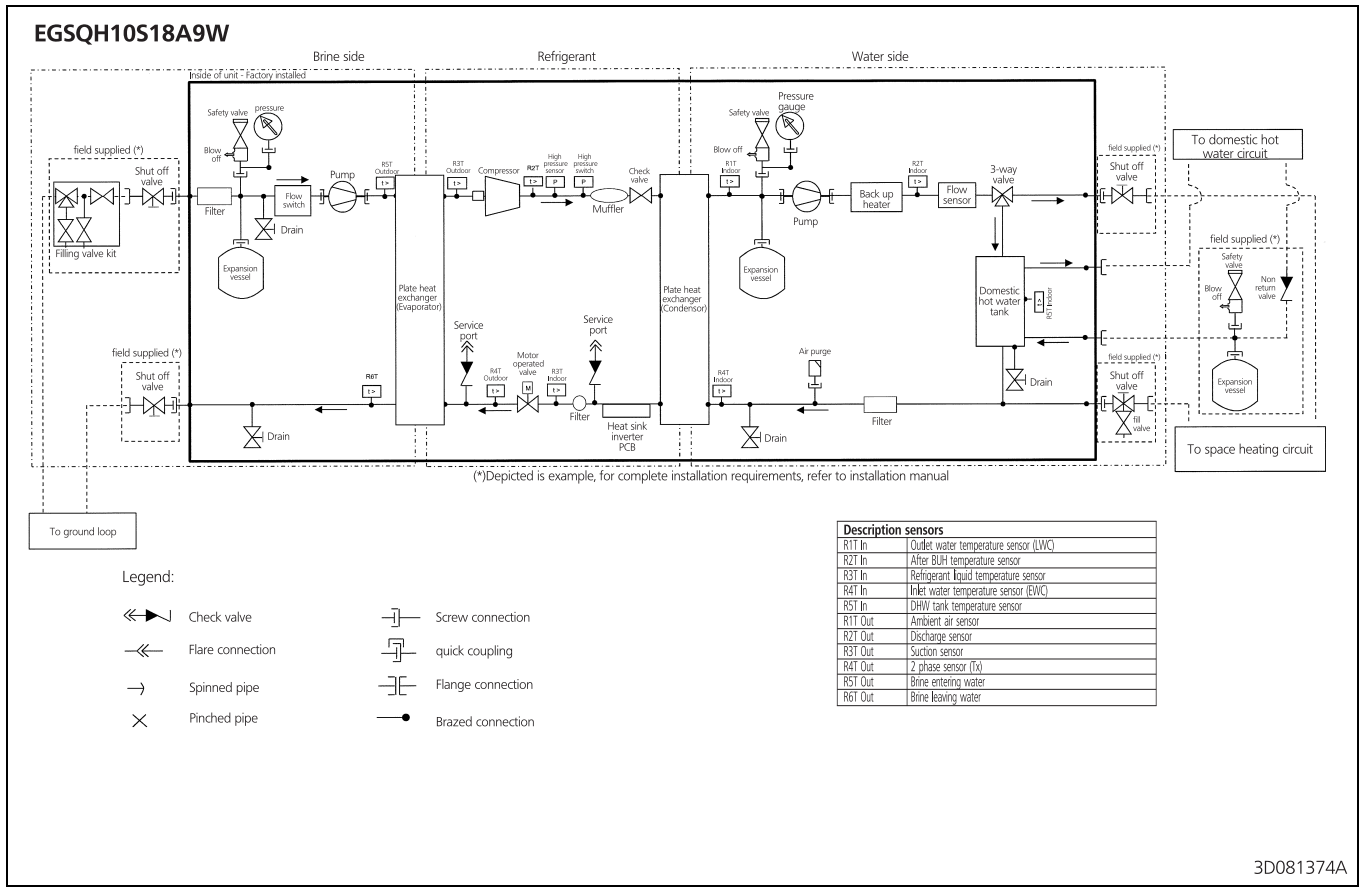 EGSQH10S18A9W
Brine side
Refrigerant
Water side
Inside of unit - Factory installed
field supplied (*)
Shut off
valve
Filling valve kit
Safety valve
pressure
Blow
off
Filter
Flow
switch
Drain
Expansion
vessel
Pump
R5T
Outdoor
t >
Plate heat
exchanger
(Evaporator)
R3T
Outdoor
t >
Compressor
R2T
t >
High
pressure
sensor
P
High
pressure
switch
P
Muffler
Check
valve
Plate heat
exchanger
(Condensor)
R1T
Indoor
t >
Safety valve
Blow off
Pressure
gauge
Expansion
vessel
Pump
Back up
heater
R2T
Indoor
t >
Flow
sensor
3-way
valve
Domestic
hot water
tank
t >
R5T Indoor
Drain
field supplied (*)
Shut off
valve
To domestic hot
water circuit
field supplied (*)
Safety
valve
Blow
off
Non
return
valve
Expansion
vessel
field supplied (*)
Shut off
valve
R6T
t >
Drain
Service
port
R4T
Outdoor
t >
Motor
operated
valve
M
R3T
Indoor
t >
Filter
Service
port
Heat sink
inverter
PCB
R4T
Indoor
t >
Drain
Air purge
Filter
field supplied (*)
Shut off
valve
fill
valve
To space heating circuit
(*)Depicted is example, for complete installation requirements, refer to installation manual
To ground loop
Legend:
Check valve
Flare connection
Spinned pipe
Pinched pipe
Screw connection
quick coupling
Flange connection
Brazed connection
Description sensors
R1T In Outlet water temperature sensor (LWC)
R2T In After BUH temperature sensor
R3T In Refrigerant liquid temperature sensor
R4T In Inlet water temperature sensor (EWC)
R5T In DHW tank temperature sensor
R1T Out Ambient air sensor
R2T Out Discharge sensor
R3T Out Suction sensor
R4T Out 2 phase sensor (Tx)
R5T Out Brine entering water
R6T Out Brine leaving water
3D081374A